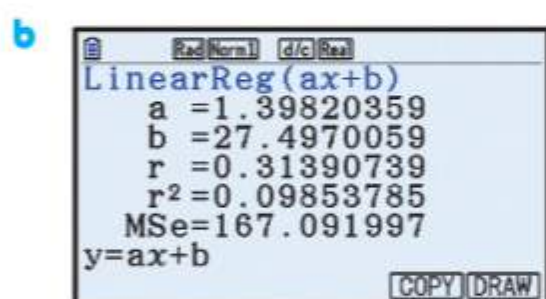 b
Rad Norm1 d/c Real
LinearReg(ax+b)
a =1.39820359
b =27.4970059
r =0.31390739
r²=0.09853785
MSe=167.091997
y=ax+b
COPY DRAW